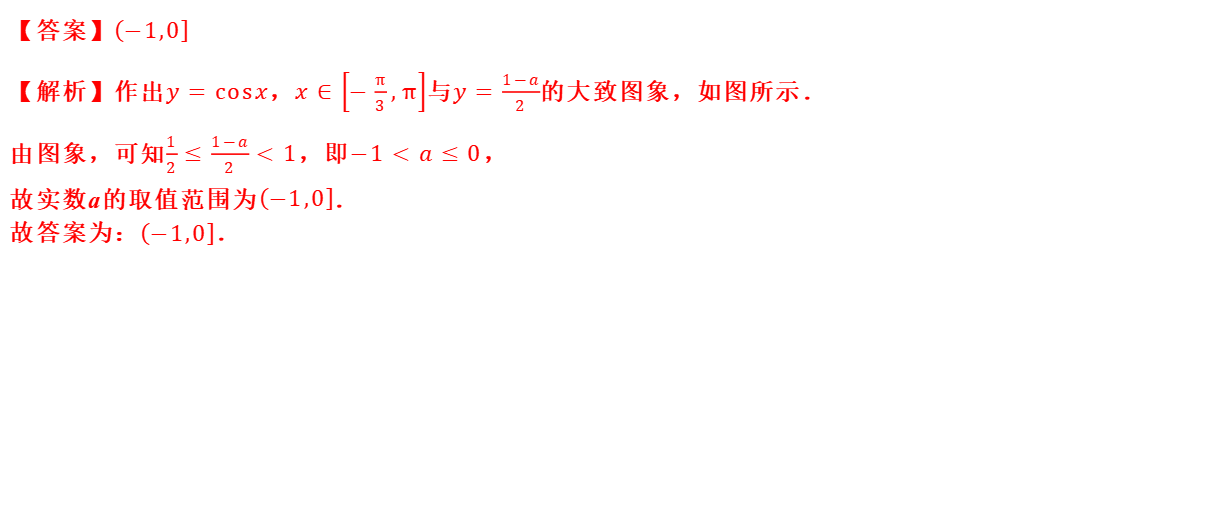 【答案】(−1,0]
【解析】作出y = cosx，x ∈ [−π/3,π]与y = (1−a)/2的大致图象，如图所示．
由图象，可知1/2 ≤ (1−a)/2 < 1，即−1 < a ≤ 0，
故实数a的取值范围为(−1,0]．
故答案为：(−1,0]．